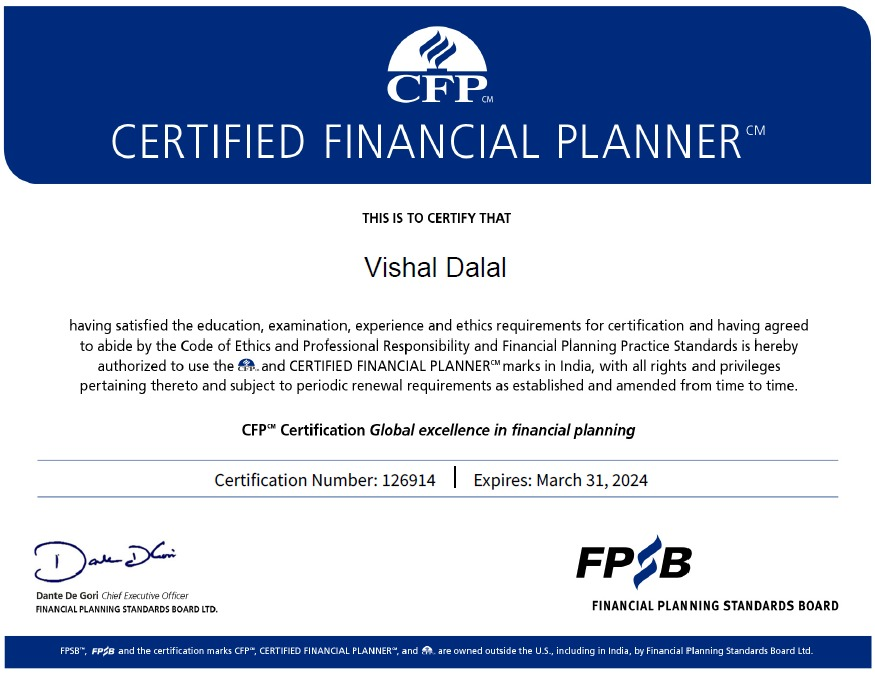 CFP CM
CERTIFIED FINANCIAL PLANNER CM
THIS IS TO CERTIFY THAT
Vishal Dalal
having satisfied the education, examination, experience and ethics requirements for certification and having agreed
to abide by the Code of Ethics and Professional Responsibility and Financial Planning Practice Standards is hereby
authorized to use the CFP and CERTIFIED FINANCIAL PLANNER CM marks in India, with all rights and privileges
pertaining thereto and subject to periodic renewal requirements as established and amended from time to time.
CFP CM Certification Global excellence in financial planning
Certification Number: 126914 | Expires: March 31, 2024
Dante De Gori
FPSB
Dante De Gori Chief Executive Officer
FINANCIAL PLANNING STANDARDS BOARD LTD.
FINANCIAL PLANNING STANDARDS BOARD
FPSB™, FPSB and the certification marks CFP CM, CERTIFIED FINANCIAL PLANNER CM, and CFP are owned outside the U.S., including in India, by Financial Planning Standards Board Ltd.